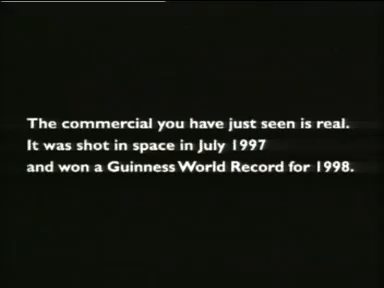 The commercial you have just seen is real.
It was shot in space in July 1997
and won a Guinness World Record for 1998.